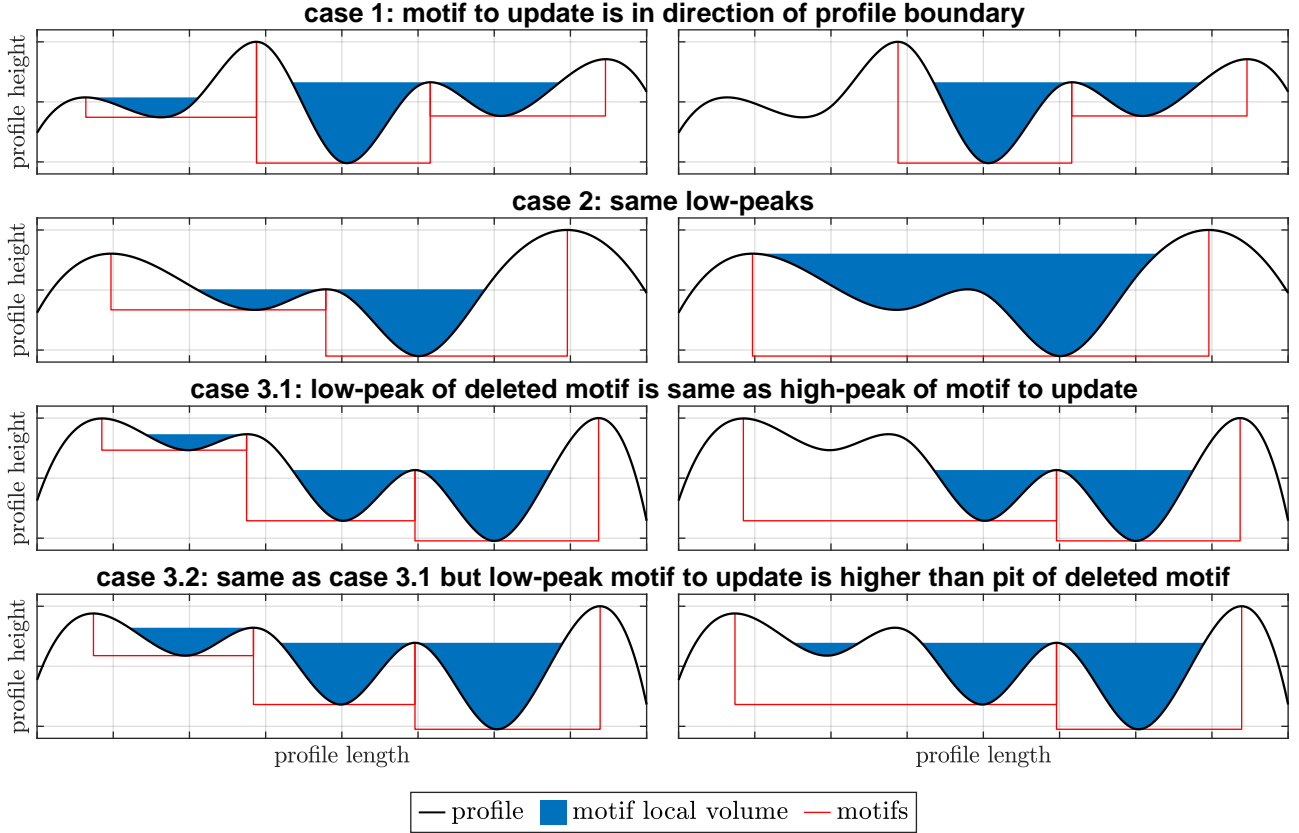 case 1: motif to update is in direction of profile boundary
profile height
case 2: same low-peaks
profile height
case 3.1: low-peak of deleted motif is same as high-peak of motif to update
profile height
case 3.2: same as case 3.1 but low-peak motif to update is higher than pit of deleted motif
profile height
profile length
profile length
profile
motif local volume
motifs